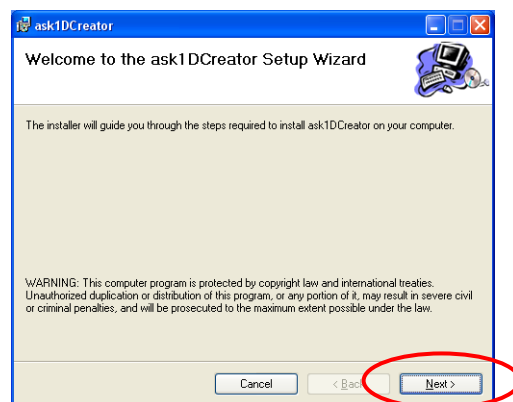 ask1DCreator
Welcome to the ask1DCreator Setup Wizard
The installer will guide you through the steps required to install ask1DCreator on your computer.
WARNING: This computer program is protected by copyright law and international treaties.
Unauthorized duplication or distribution of this program, or any portion of it, may result in severe civil
or criminal penalties, and will be prosecuted to the maximum extent possible under the law.
Cancel < Back Next >